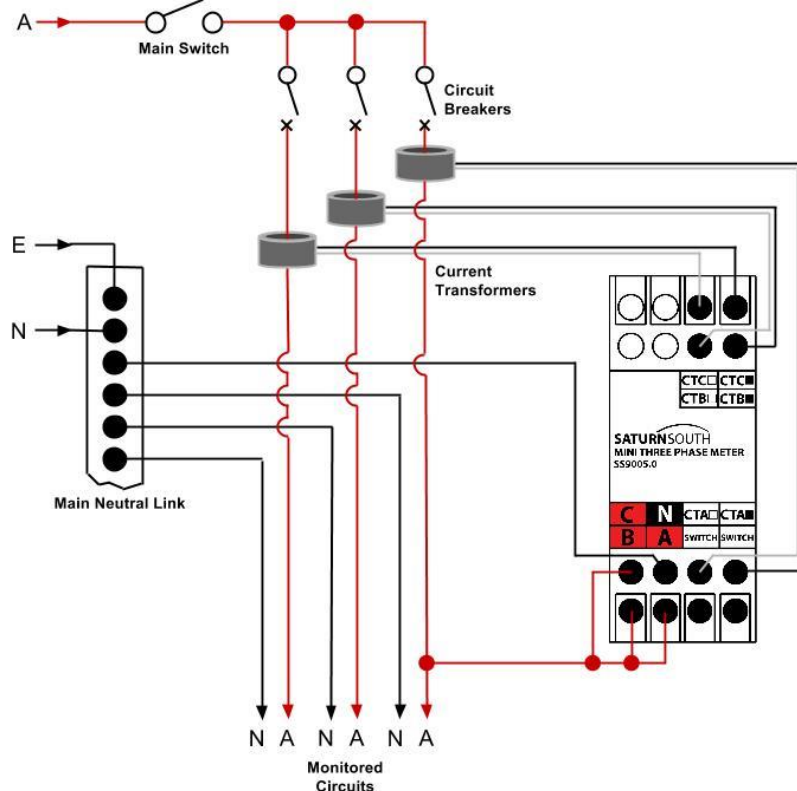 A
Main Switch
Circuit
Breakers
E
Current
Transformers
N
CTC□ CTC■
CTB□ CTB■
SATURNSOUTH
MINI THREE PHASE METER
SS9005.0
Main Neutral Link
C N CTA□ CTA■
B A SWITCH SWITCH
N A N A N A
Monitored
Circuits